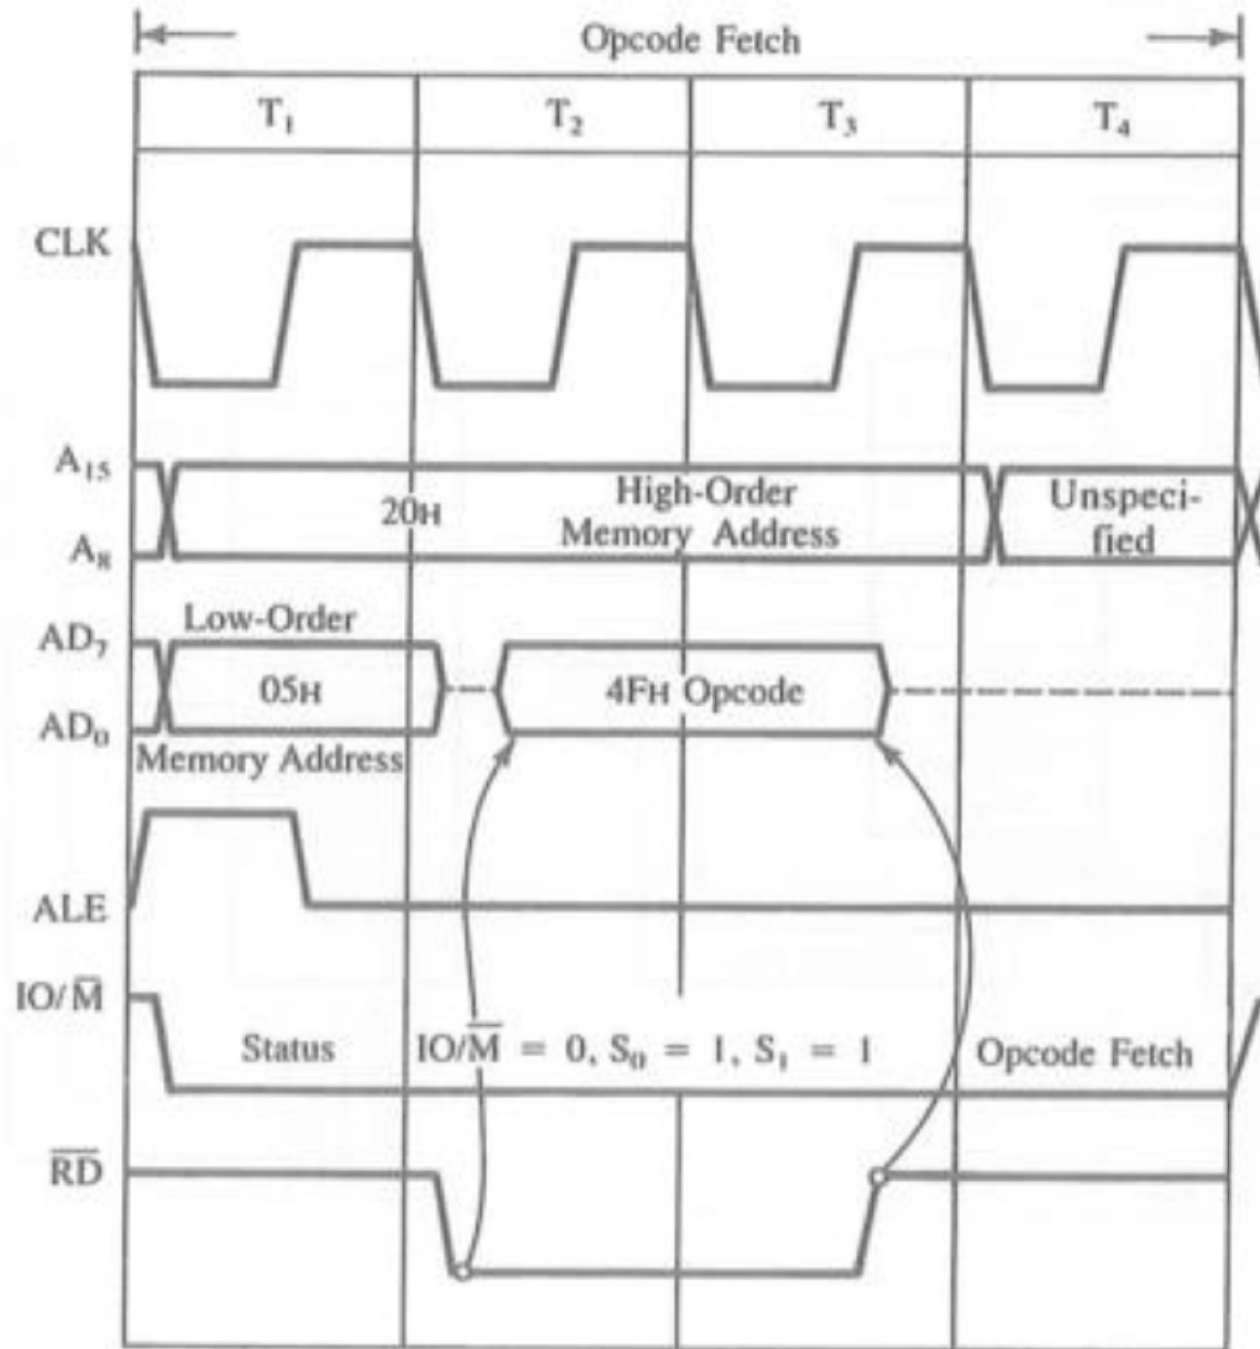 Opcode Fetch
T₁ T₂ T₃ T₄
CLK
A₁₅
20H High-Order Memory Address
Unspeci-
fied
A₈
Low-Order
AD₇
05H
4FH Opcode
AD₀
Memory Address
ALE
IO/M̅
Status IO/M̅ = 0, S₀ = 1, S₁ = 1 Opcode Fetch
R̅D̅